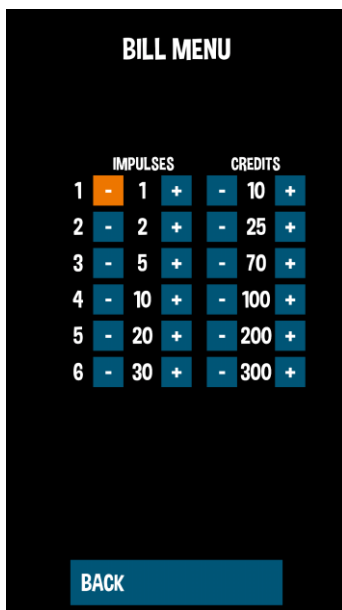 BILL MENU
IMPULSES CREDITS
1 - 1 + - 10 +
2 - 2 + - 25 +
3 - 5 + - 70 +
4 - 10 + - 100 +
5 - 20 + - 200 +
6 - 30 + - 300 +
BACK